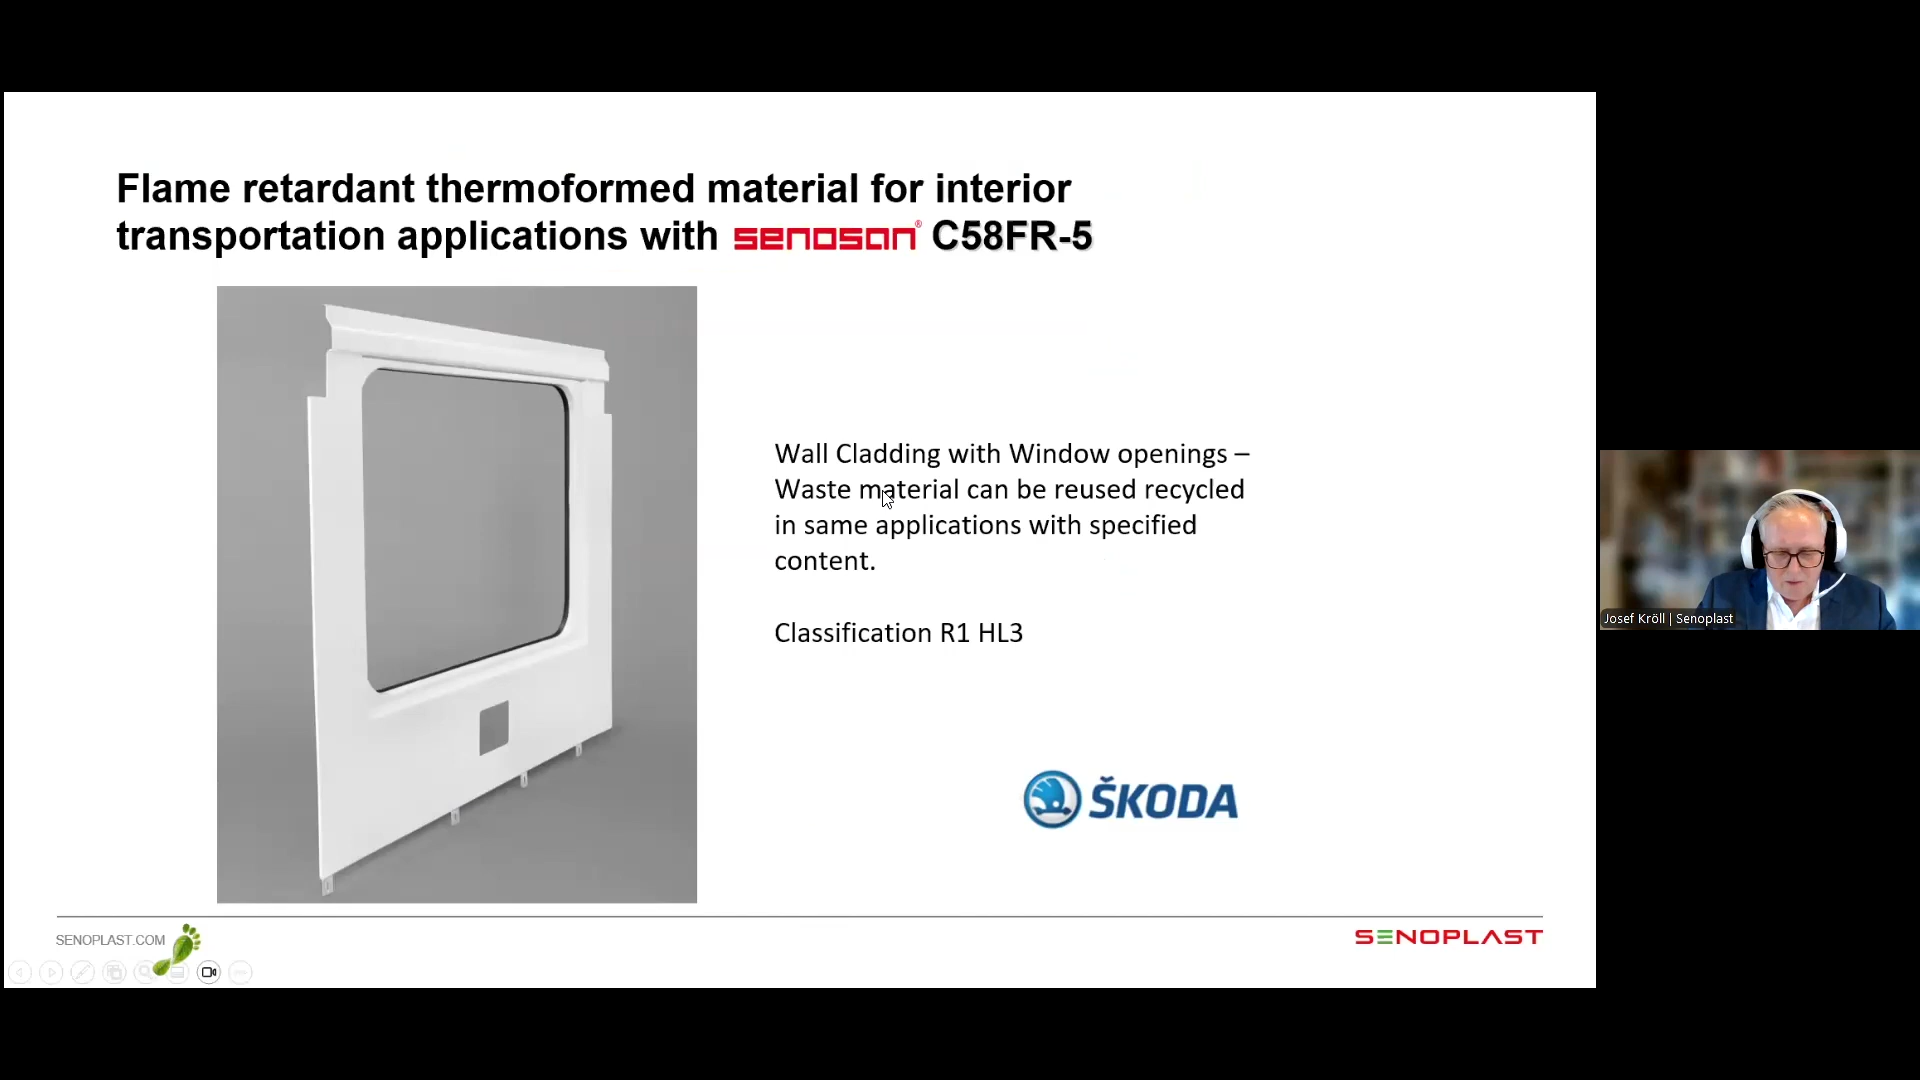 Flame retardant thermoformed material for interior
transportation applications with senosan® C58FR-5
Wall Cladding with Window openings –
Waste material can be reused recycled
in same applications with specified
content.
Classification R1 HL3
ŠKODA
SENOPLAST.COM
SENOPLAST
Josef Kröll | Senoplast